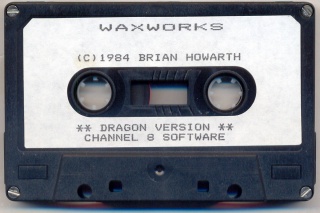 WAXWORKS
(C)1984 BRIAN HOWARTH
** DRAGON VERSION **
CHANNEL 8 SOFTWARE